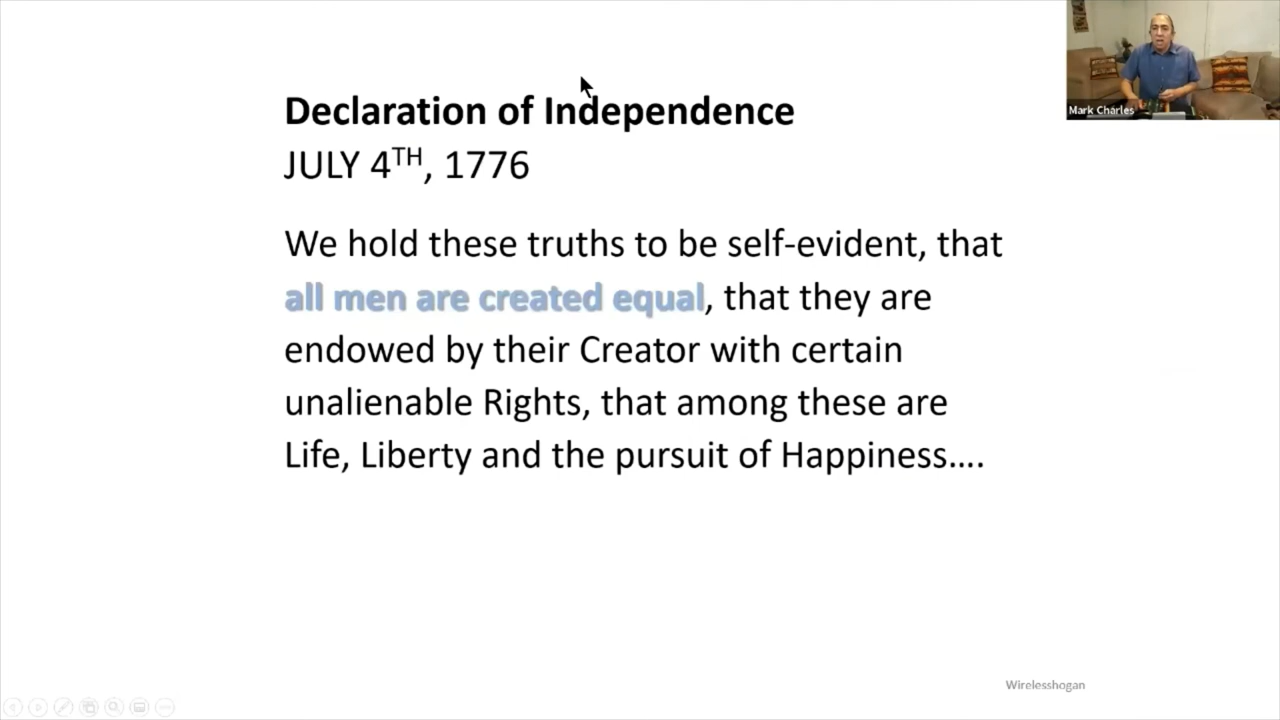 Mark Charles
Declaration of Independence
JULY 4TH, 1776
We hold these truths to be self-evident, that
all men are created equal, that they are
endowed by their Creator with certain
unalienable Rights, that among these are
Life, Liberty and the pursuit of Happiness....
Wirelesshogan